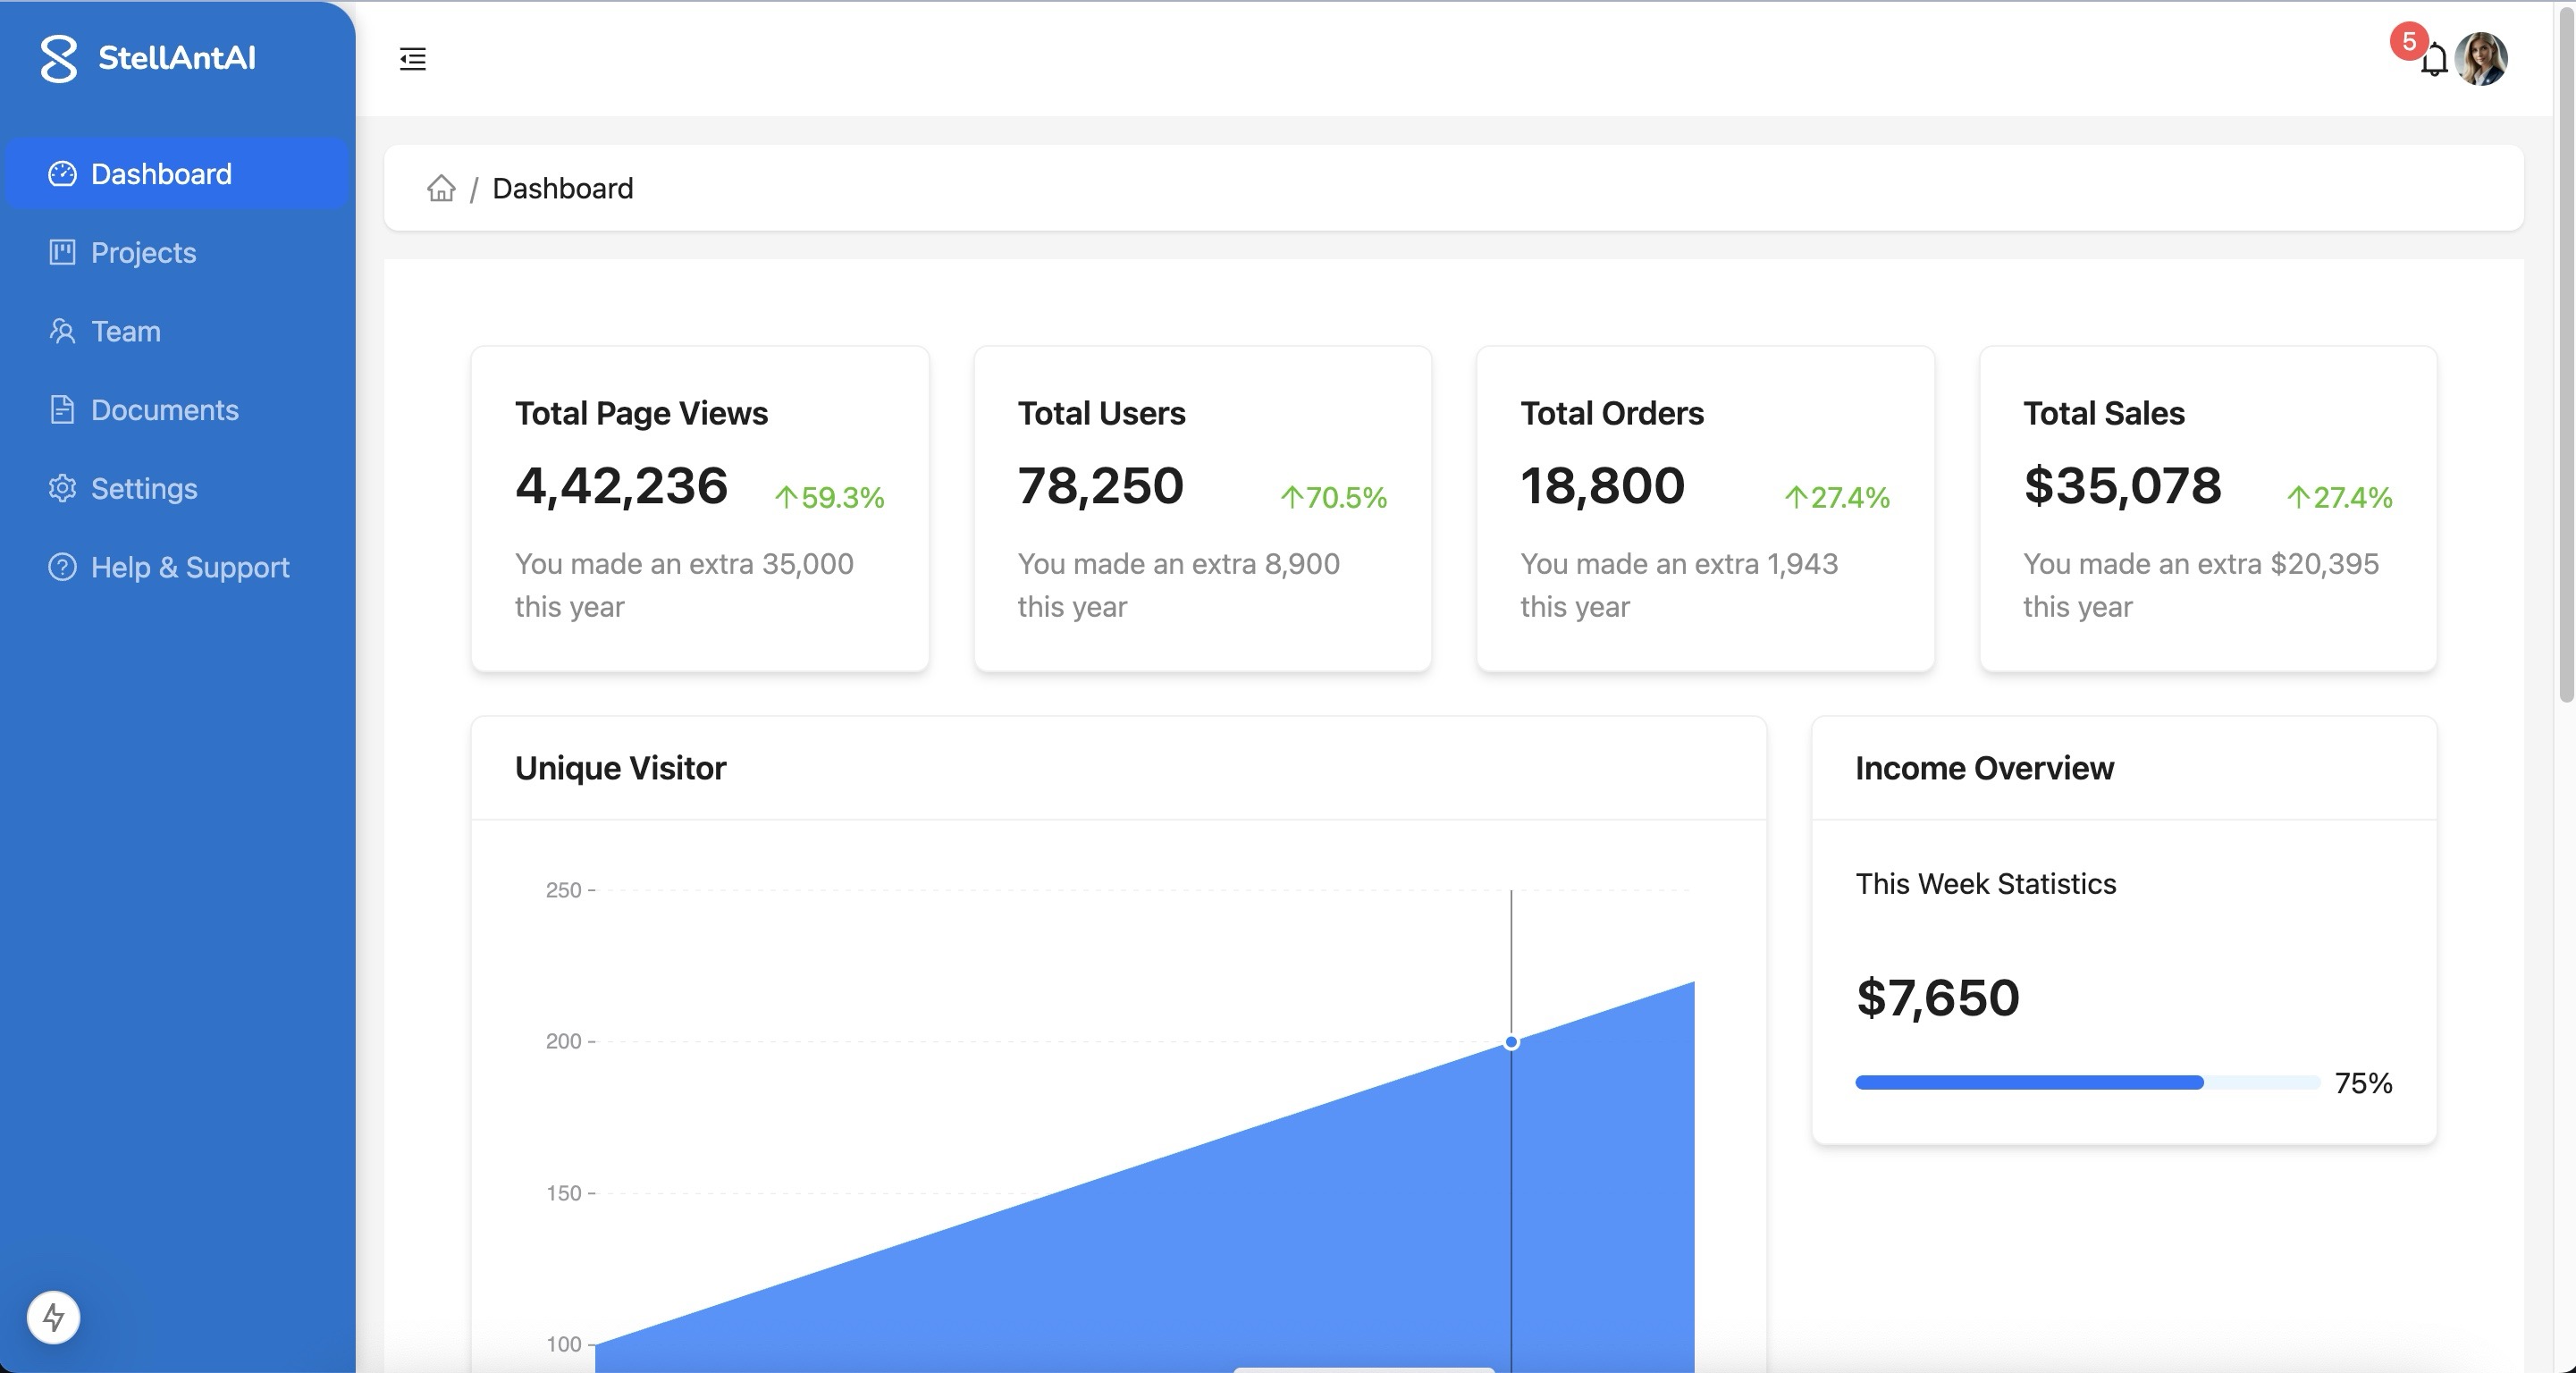 StellAntAI
5
Dashboard
Projects
Team
Documents
Settings
Help & Support
/ Dashboard
Total Page Views
4,42,236 ↑59.3%
You made an extra 35,000
this year
Total Users
78,250 ↑70.5%
You made an extra 8,900
this year
Total Orders
18,800 ↑27.4%
You made an extra 1,943
this year
Total Sales
$35,078 ↑27.4%
You made an extra $20,395
this year
Unique Visitor
250
200
150
100
Income Overview
This Week Statistics
$7,650
75%